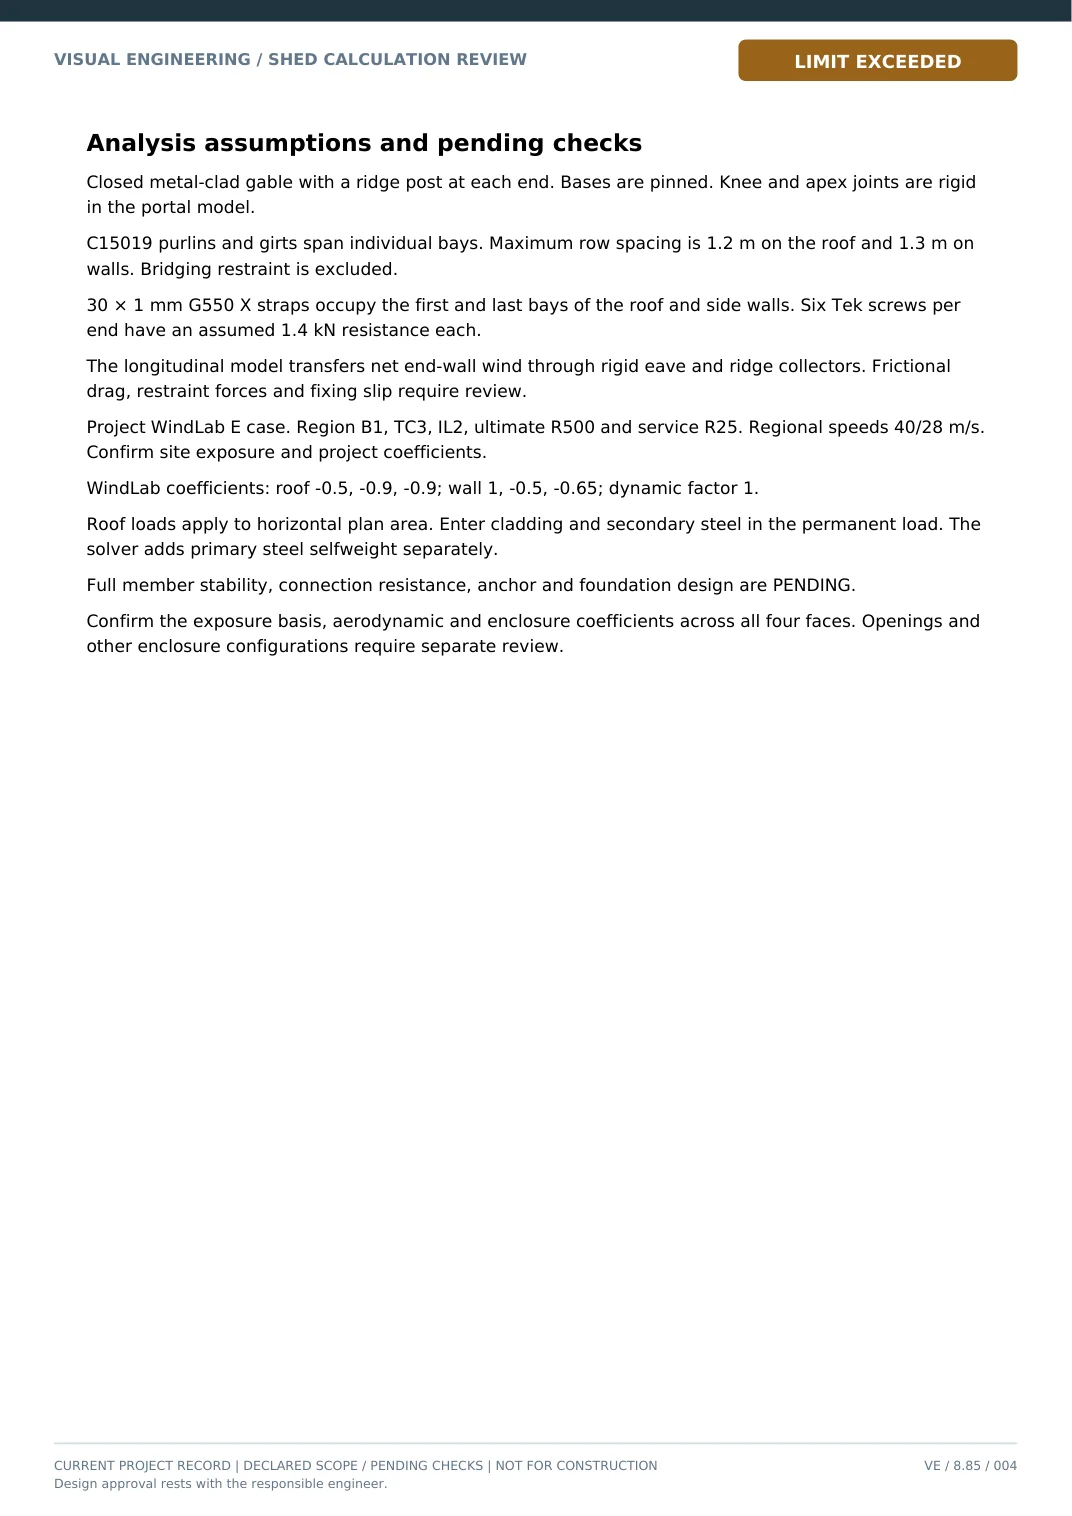 VISUAL ENGINEERING / SHED CALCULATION REVIEW
LIMIT EXCEEDED
Analysis assumptions and pending checks
Closed metal-clad gable with a ridge post at each end. Bases are pinned. Knee and apex joints are rigid
in the portal model.
C15019 purlins and girts span individual bays. Maximum row spacing is 1.2 m on the roof and 1.3 m on
walls. Bridging restraint is excluded.
30 × 1 mm G550 X straps occupy the first and last bays of the roof and side walls. Six Tek screws per
end have an assumed 1.4 kN resistance each.
The longitudinal model transfers net end-wall wind through rigid eave and ridge collectors. Frictional
drag, restraint forces and fixing slip require review.
Project WindLab E case. Region B1, TC3, IL2, ultimate R500 and service R25. Regional speeds 40/28 m/s.
Confirm site exposure and project coefficients.
WindLab coefficients: roof -0.5, -0.9, -0.9; wall 1, -0.5, -0.65; dynamic factor 1.
Roof loads apply to horizontal plan area. Enter cladding and secondary steel in the permanent load. The
solver adds primary steel selfweight separately.
Full member stability, connection resistance, anchor and foundation design are PENDING.
Confirm the exposure basis, aerodynamic and enclosure coefficients across all four faces. Openings and
other enclosure configurations require separate review.
CURRENT PROJECT RECORD | DECLARED SCOPE / PENDING CHECKS | NOT FOR CONSTRUCTION
VE / 8.85 / 004
Design approval rests with the responsible engineer.